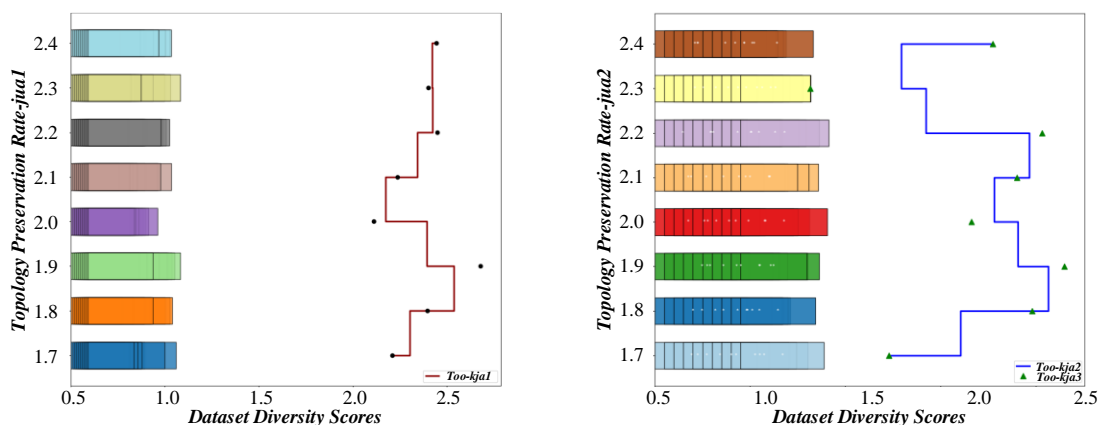 Topology Preservation Rate-jua1
2.4
2.3
2.2
2.1
2.0
1.9
1.8
1.7
0.5 1.0 1.5 2.0 2.5
Dataset Diversity Scores
Too-kja1
Topology Preservation Rate-jua2
2.4
2.3
2.2
2.1
2.0
1.9
1.8
1.7
0.5 1.0 2.0 2.5
Dataset Diversity Scores
Too-kja2
Too-kja3